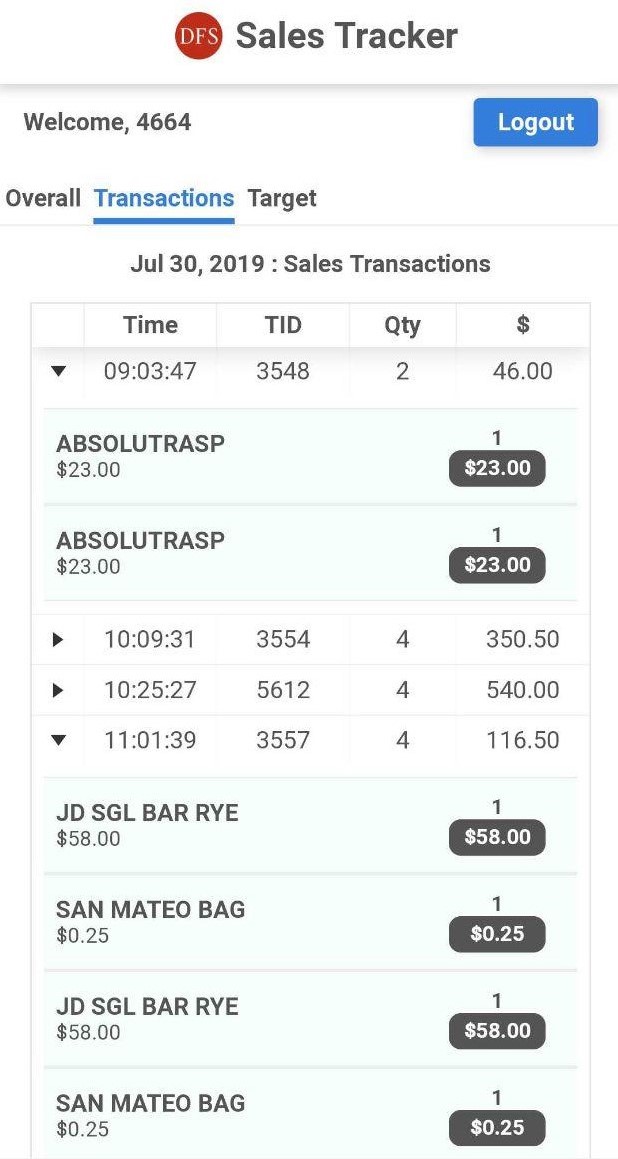 DFS Sales Tracker
Welcome, 4664 Logout
Overall Transactions Target
Jul 30, 2019 : Sales Transactions
Time TID Qty $
09:03:47 3548 2 46.00
ABSOLUTRASP 1
$23.00 $23.00
ABSOLUTRASP 1
$23.00 $23.00
10:09:31 3554 4 350.50
10:25:27 5612 4 540.00
11:01:39 3557 4 116.50
JD SGL BAR RYE 1
$58.00 $58.00
SAN MATEO BAG 1
$0.25 $0.25
JD SGL BAR RYE 1
$58.00 $58.00
SAN MATEO BAG 1
$0.25 $0.25